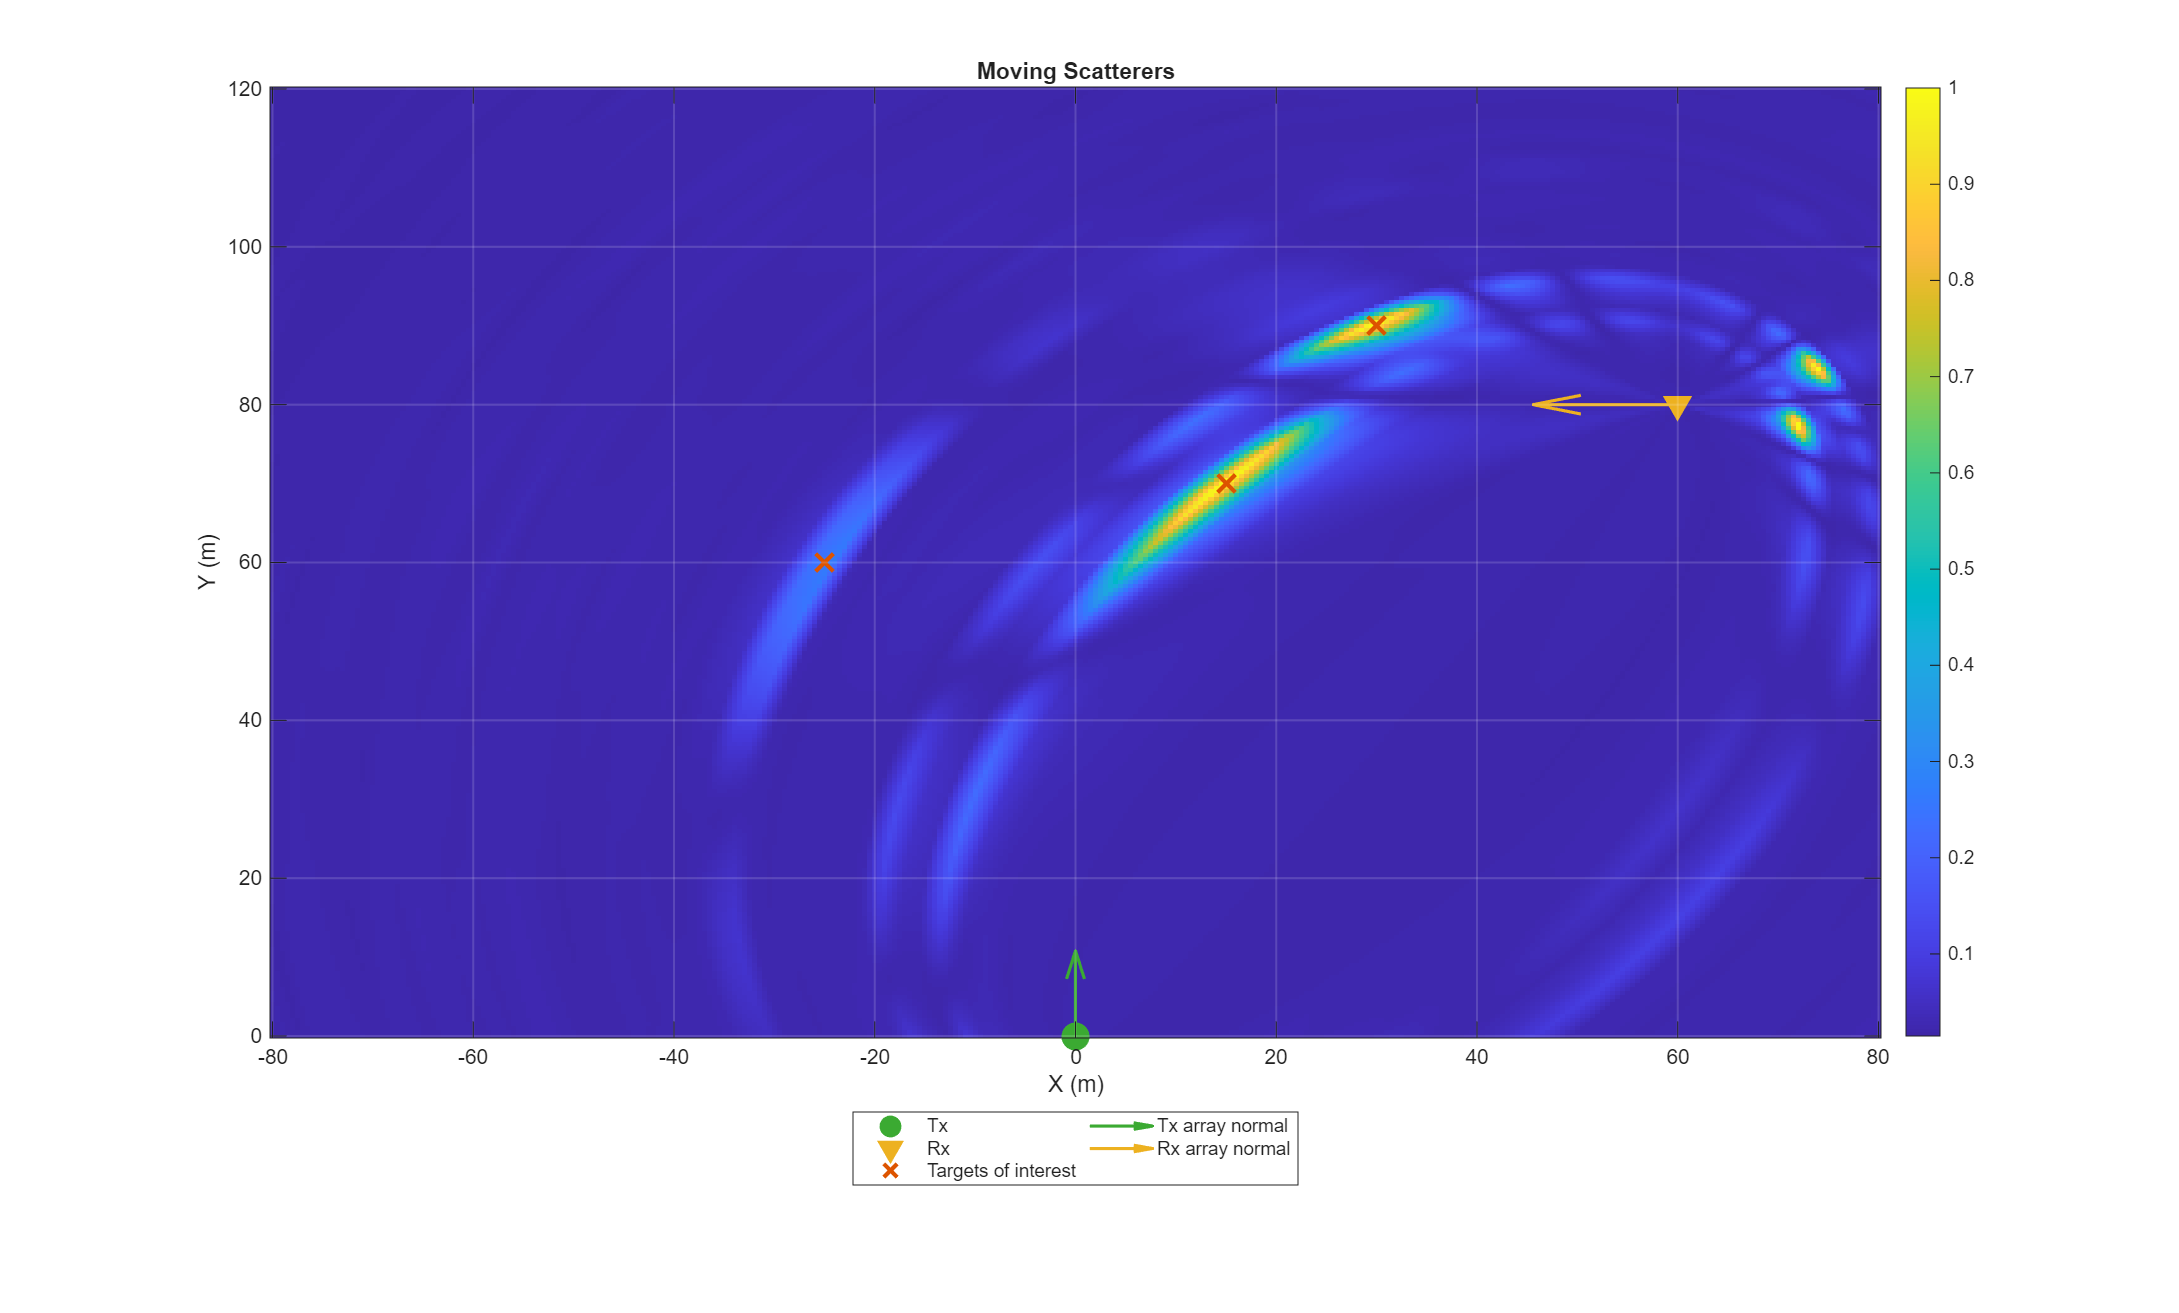 Moving Scatterers
120
100
80
60
40
20
0
Y (m)
-80 -60 -40 -20 0 20 40 60 80
X (m)
1
0.9
0.8
0.7
0.6
0.5
0.4
0.3
0.2
0.1
Tx Tx array normal
Rx Rx array normal
Targets of interest